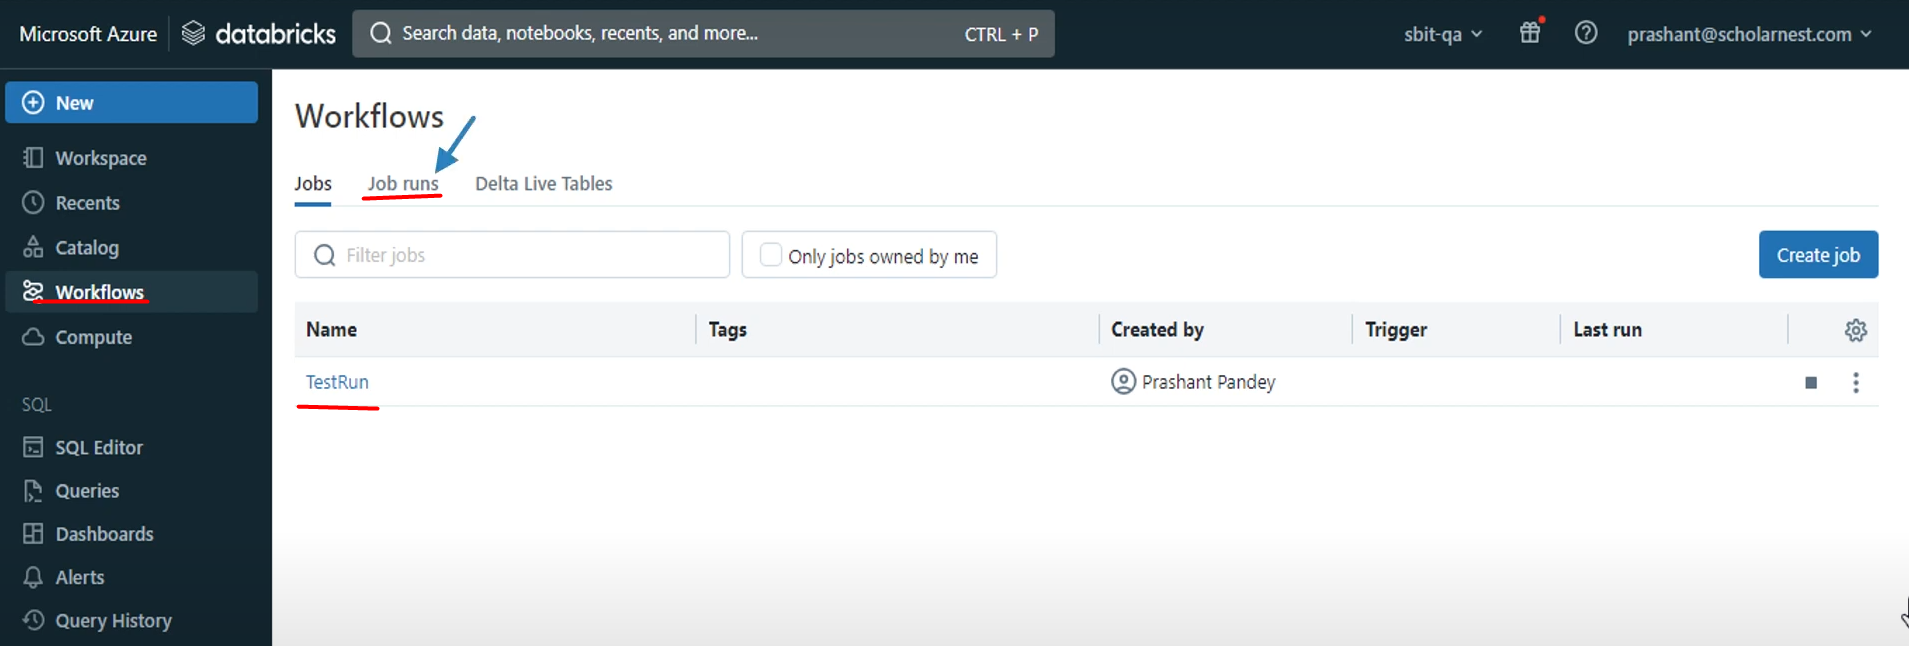 Microsoft Azure databricks Search data, notebooks, recents, and more... CTRL + P sbit-qa prashant@scholarnest.com
New
Workspace
Recents
Catalog
Workflows
Compute
SQL
SQL Editor
Queries
Dashboards
Alerts
Query History
Workflows
Jobs Job runs Delta Live Tables
Filter jobs Only jobs owned by me Create job
Name Tags Created by Trigger Last run
TestRun Prashant Pandey